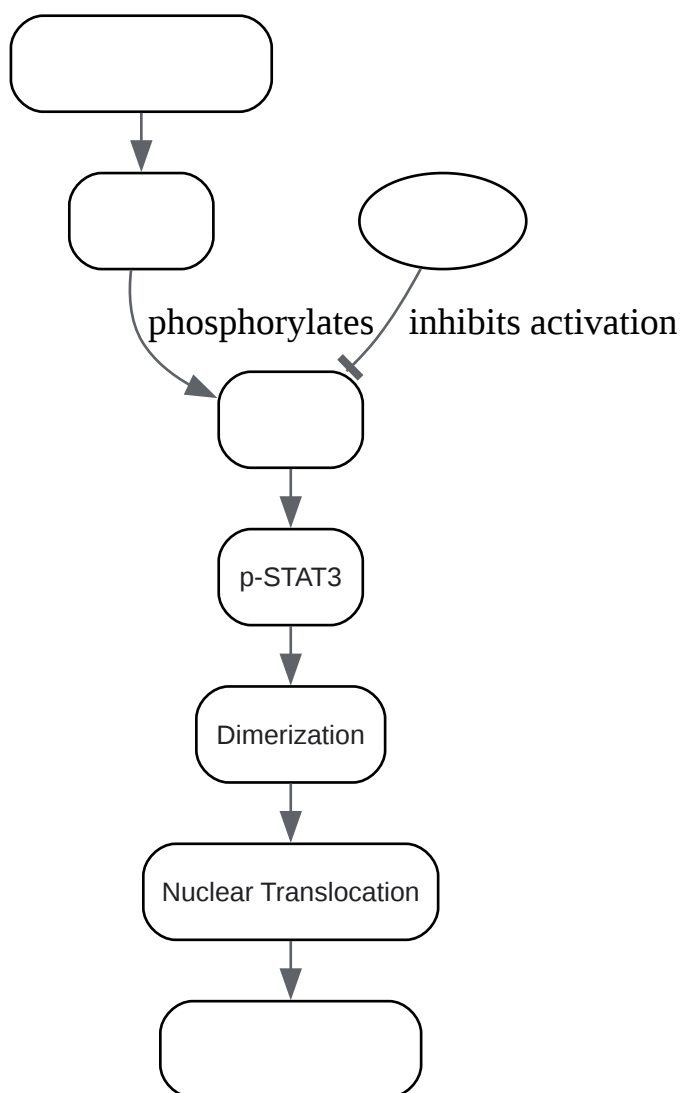 phosphorylates
inhibits activation
p-STAT3
Dimerization
Nuclear Translocation